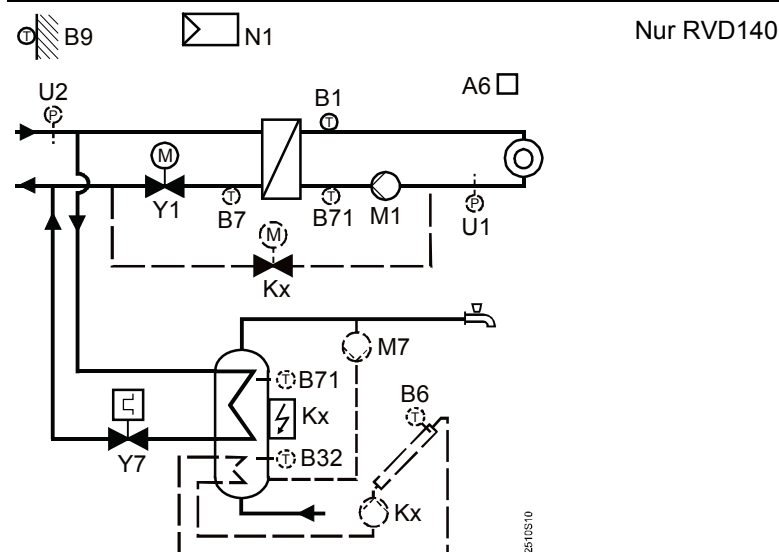 B9
N1
Nur RVD140
U2
P
B1
T
A6
M
Y1
B7
T
B71
T
M1
U1
P
M
Kx
M7
T B71
Kx
B6
T
Y7
T B32
Kx
2510S10
T